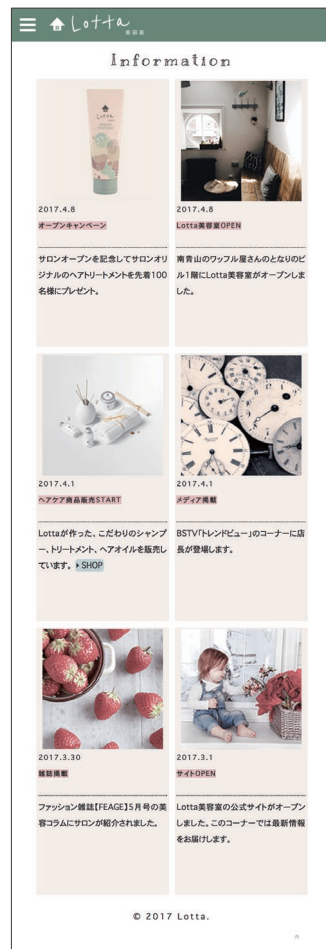 Lotta
美容室
Information
2017.4.8
オープンキャンペーン
サロンオープンを記念してサロンオリ
ジナルのヘアトリートメントを先着100
名様にプレゼント。
2017.4.8
Lotta美容室OPEN
南青山のワッフル屋さんのとなりのビ
ル1階にLotta美容室がオープンしま
した。
2017.4.1
ヘアケア商品販売START
Lottaが作った、こだわりのシャンプ
ー、トリートメント、ヘアオイルを販売し
ています。 SHOP
2017.4.1
メディア掲載
BSTV「トレンドビュー」のコーナーに店
長が登場します。
2017.3.30
雑誌掲載
ファッション雑誌【FEAGE】5月号の美
容コラムにサロンが紹介されました。
2017.3.1
サイトOPEN
Lotta美容室の公式サイトがオープン
しました。このコーナーでは最新情報
をお届けします。
© 2017 Lotta.